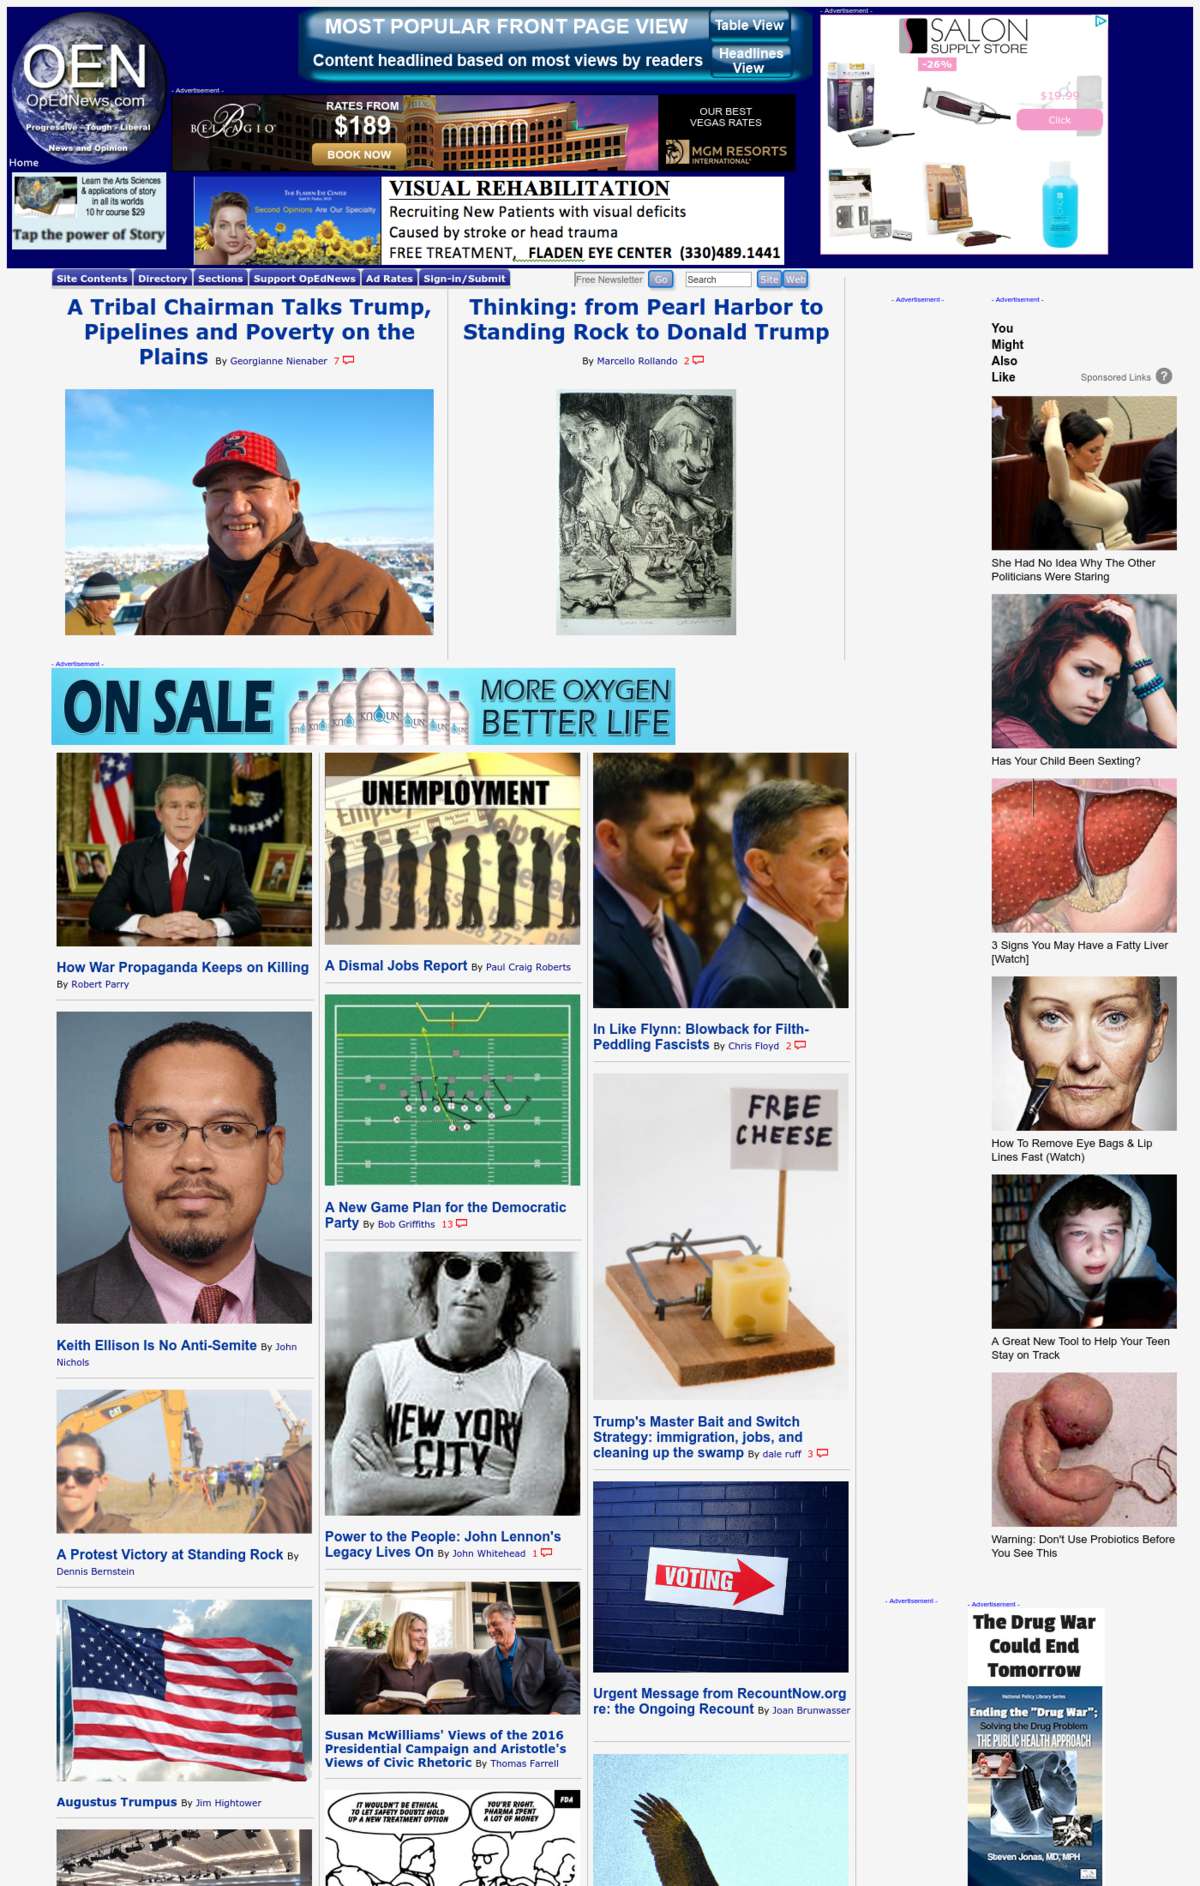 MOST POPULAR FRONT PAGE VIEW
Table View
Content headlined based on most views by readers
Headlines
View
- Advertisement -
OEN
OpEdNews.com
Progressive - Tough - Liberal
News and Opinion
Home
- Advertisement -
BELLAGIO
RATES FROM
$189
BOOK NOW
OUR BEST
VEGAS RATES
MGM RESORTS
INTERNATIONAL
SALON
SUPPLY STORE
-26%
$19.99
Click
Learn the Arts Sciences
& applications of story
in all its worlds
10 hr course $29
Tap the power of Story
THE FLADEN EYE CENTER
Second Opinions Are Our Specialty
VISUAL REHABILITATION
Recruiting New Patients with visual deficits
Caused by stroke or head trauma
FREE TREATMENT, FLADEN EYE CENTER (330)489.1441
Site Contents
Directory
Sections
Support OpEdNews
Ad Rates
Sign-in/Submit
Free Newsletter
Go
Search
Site
Web
A Tribal Chairman Talks Trump,
Pipelines and Poverty on the
Plains By Georgianne Nienaber 7
Thinking: from Pearl Harbor to
Standing Rock to Donald Trump
By Marcello Rollando 2
- Advertisement -
ON SALE
KNQUN
MORE OXYGEN
BETTER LIFE
How War Propaganda Keeps on Killing
By Robert Parry
Keith Ellison Is No Anti-Semite By John
Nichols
CAT
A Protest Victory at Standing Rock By
Dennis Bernstein
Augustus Trumpus By Jim Hightower
UNEMPLOYMENT
A Dismal Jobs Report By Paul Craig Roberts
A New Game Plan for the Democratic
Party By Bob Griffiths 13
NEW YORK
CITY
Power to the People: John Lennon's
Legacy Lives On By John Whitehead 1
Susan McWilliams' Views of the 2016
Presidential Campaign and Aristotle's
Views of Civic Rhetoric By Thomas Farrell
IT WOULDN'T BE ETHICAL
TO LET SAFETY DOUBTS HOLD
UP A NEW TREATMENT OPTION
YOU'RE RIGHT,
PHARMA SPENT
A LOT OF MONEY
FDA
In Like Flynn: Blowback for Filth-
Peddling Fascists By Chris Floyd 2
FREE
CHEESE
Trump's Master Bait and Switch
Strategy: immigration, jobs, and
cleaning up the swamp By dale ruff 3
VOTING
Urgent Message from RecountNow.org
re: the Ongoing Recount By Joan Brunwasser
- Advertisement -
- Advertisement -
You
Might
Also
Like
Sponsored Links ?
She Had No Idea Why The Other
Politicians Were Staring
Has Your Child Been Sexting?
3 Signs You May Have a Fatty Liver
[Watch]
How To Remove Eye Bags & Lip
Lines Fast (Watch)
A Great New Tool to Help Your Teen
Stay on Track
Warning: Don't Use Probiotics Before
You See This
- Advertisement -
- Advertisement -
The Drug War
Could End
Tomorrow
National Policy Library Series
Ending the "Drug War";
Solving the Drug Problem
THE PUBLIC HEALTH APPROACH
Steven Jonas, MD, MPH